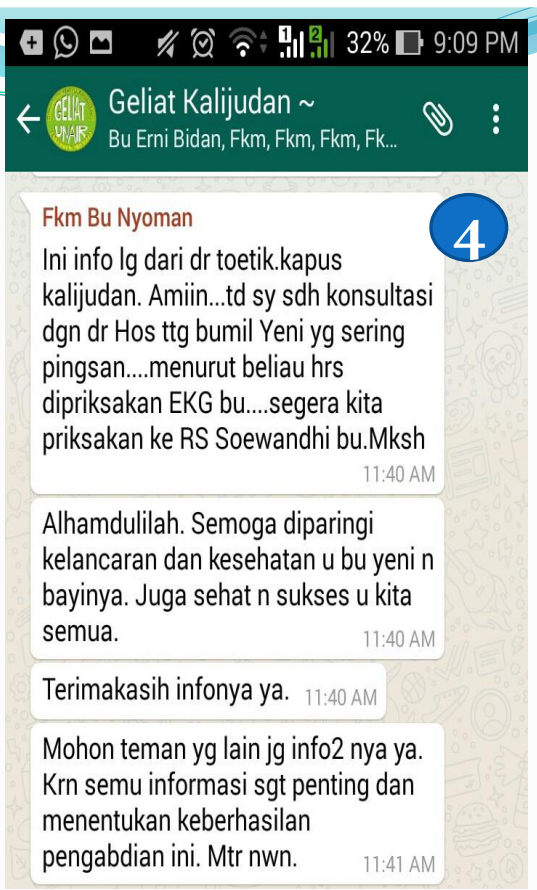 1 2 32% 9:09 PM
GELIAT
UNAIR
Geliat Kalijudan ~
Bu Erni Bidan, Fkm, Fkm, Fkm, Fk...
4
Fkm Bu Nyoman
Ini info lg dari dr toetik.kapus
kalijudan. Amiin...td sy sdh konsultasi
dgn dr Hos ttg bumil Yeni yg sering
pingsan....menurut beliau hrs
dipriksakan EKG bu....segera kita
priksakan ke RS Soewandhi bu.Mksh
11:40 AM
Alhamdulilah. Semoga diparingi
kelancaran dan kesehatan u bu yeni n
bayinya. Juga sehat n sukses u kita
semua.
11:40 AM
Terimakasih infonya ya. 11:40 AM
Mohon teman yg lain jg info2 nya ya.
Krn semu informasi sgt penting dan
menentukan keberhasilan
pengabdian ini. Mtr nwn.
11:41 AM